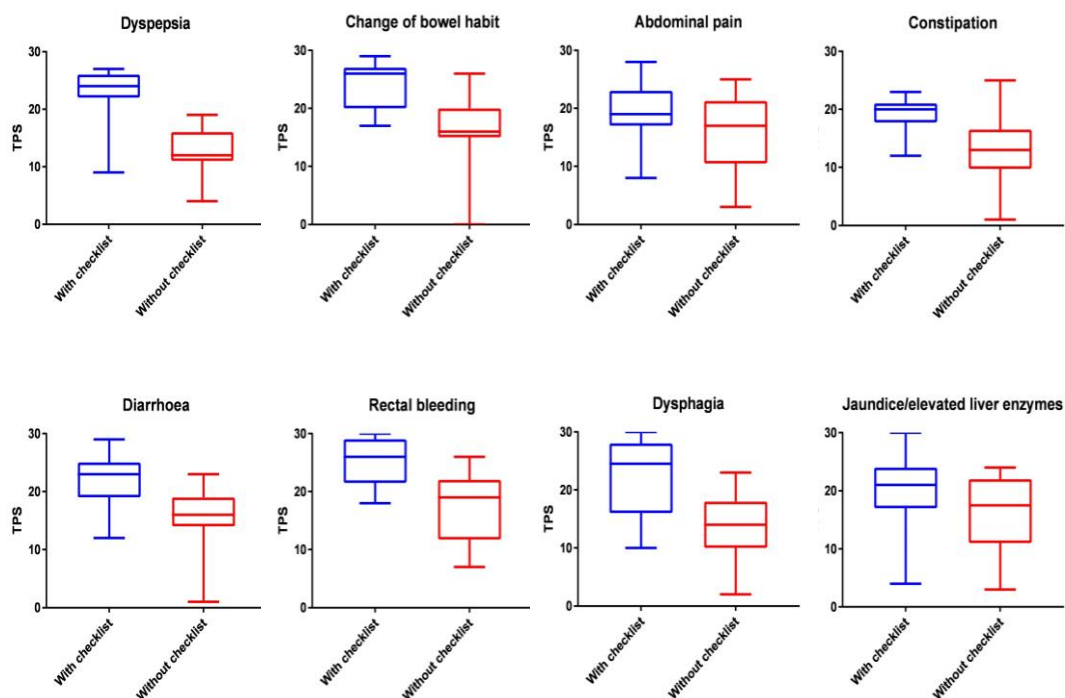 Dyspepsia
30
20
10
0
TPS
With checklist
Without checklist
Change of bowel habit
30
20
10
0
TPS
With checklist
Without checklist
Abdominal pain
30
20
10
0
TPS
With checklist
Without checklist
Constipation
30
20
10
0
With checklist
Without checklist
Diarrhoea
30
20
10
0
TPS
With checklist
Without checklist
Rectal bleeding
30
20
10
0
TPS
With checklist
Without checklist
Dysphagia
30
20
10
0
TPS
With checklist
Without checklist
Jaundice/elevated liver enzymes
30
20
10
0
With checklist
Without checklist